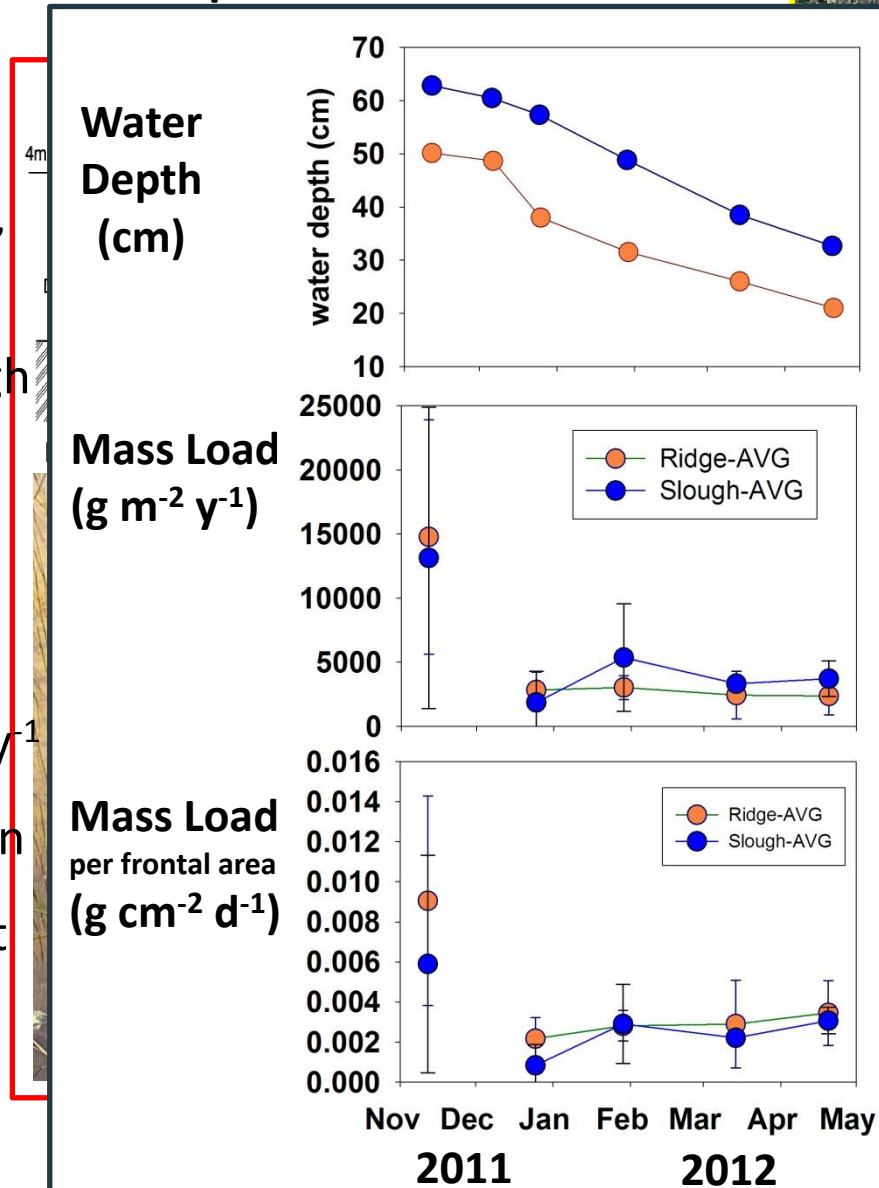 4m
Water
Depth
(cm)
water depth (cm)
70
60
50
40
30
20
10
gh
Mass Load
(g m-2 y-1)
25000
20000
15000
10000
5000
0
Ridge-AVG
Slough-AVG
y-1
n
t
Mass Load
per frontal area
(g cm-2 d-1)
0.016
0.014
0.012
0.010
0.008
0.006
0.004
0.002
0.000
Ridge-AVG
Slough-AVG
Nov Dec Jan Feb Mar Apr May
2011 2012